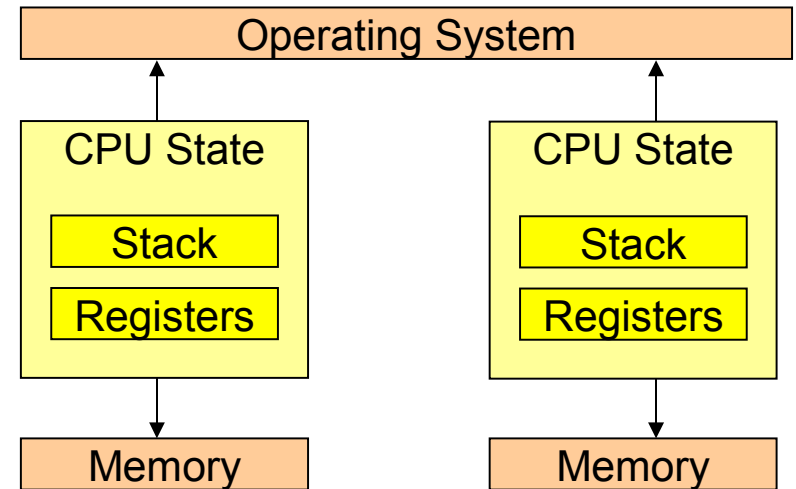 Operating System
CPU State
CPU State
Stack
Stack
Registers
Registers
Memory
Memory